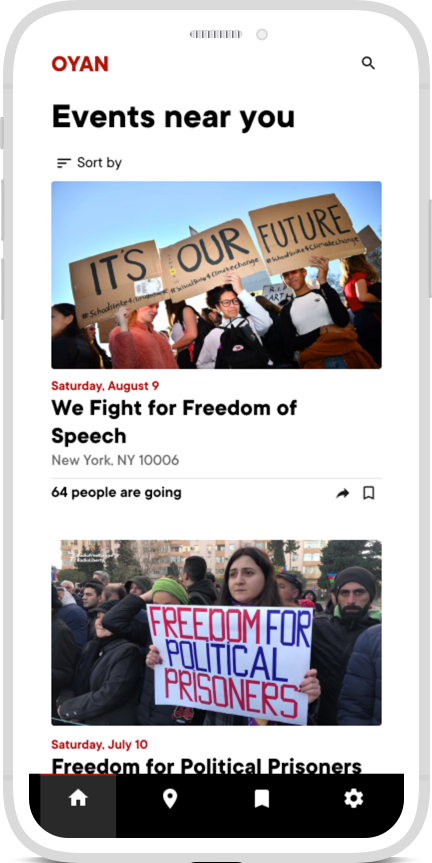 OYAN
Events near you
Sort by
IT'S OUR FUTURE
#SchoolStrike4Climatechange
#SchoolStrike4Climatechange
FREEDOM FOR
POLITICAL
PRISONERS
Saturday, August 9
We Fight for Freedom of
Speech
New York, NY 10006
64 people are going
Saturday, July 10
Freedom for Political Prisoners